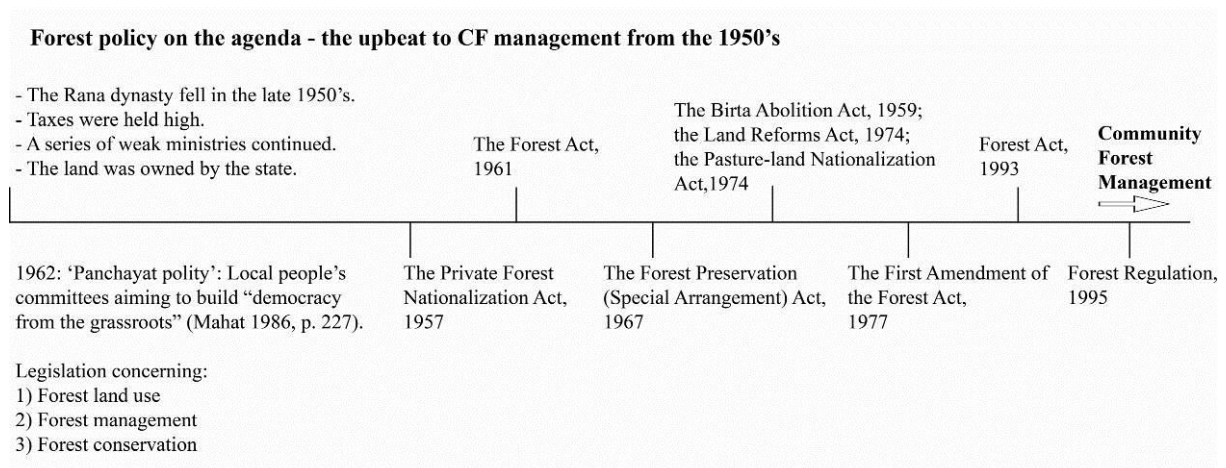 Forest policy on the agenda - the upbeat to CF management from the 1950's
- The Rana dynasty fell in the late 1950's.
- Taxes were held high.
- A series of weak ministries continued.
- The land was owned by the state.
The Forest Act,
1961
The Birta Abolition Act, 1959;
the Land Reforms Act, 1974;
the Pasture-land Nationalization
Act,1974
Forest Act,
1993
Community
Forest
Management
1962: ‘Panchayat polity’: Local people’s
committees aiming to build “democracy
from the grassroots” (Mahat 1986, p. 227).
Legislation concerning:
1) Forest land use
2) Forest management
3) Forest conservation
The Private Forest
Nationalization Act,
1957
The Forest Preservation
(Special Arrangement) Act,
1967
The First Amendment of
the Forest Act,
1977
Forest Regulation,
1995